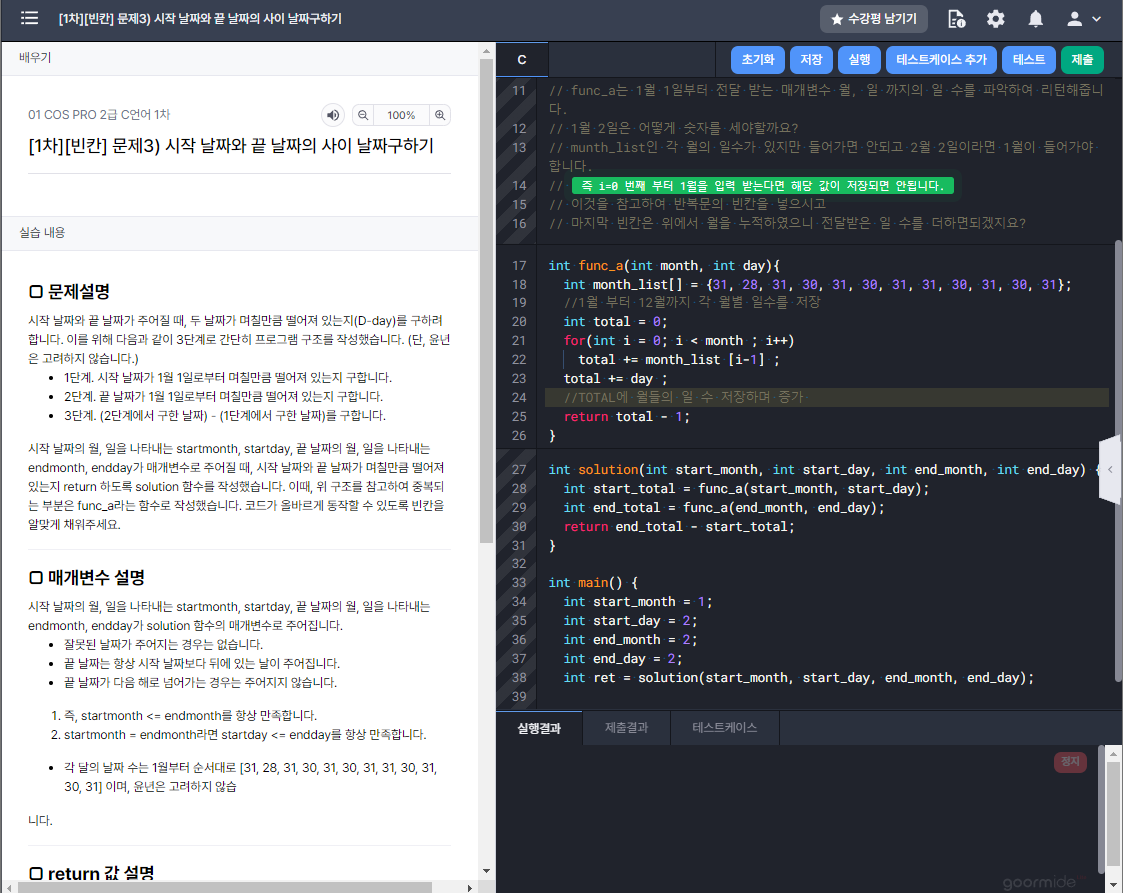 [1차][빈칸] 문제3) 시작 날짜와 끝 날짜의 사이 날짜구하기
★ 수강평 남기기
배우기
01 COS PRO 2급 C언어 1차
100%
[1차][빈칸] 문제3) 시작 날짜와 끝 날짜의 사이 날짜구하기
실습 내용
문제설명
시작 날짜와 끝 날짜가 주어질 때, 두 날짜가 며칠만큼 떨어져 있는지(D-day)를 구하려
합니다. 이를 위해 다음과 같이 3단계로 간단히 프로그램 구조를 작성했습니다. (단, 윤년
은 고려하지 않습니다.)
• 1단계. 시작 날짜가 1월 1일로부터 며칠만큼 떨어져 있는지 구합니다.
• 2단계. 끝 날짜가 1월 1일로부터 며칠만큼 떨어져 있는지 구합니다.
• 3단계. (2단계에서 구한 날짜) - (1단계에서 구한 날짜)를 구합니다.
시작 날짜의 월, 일을 나타내는 startmonth, startday, 끝 날짜의 월, 일을 나타내는
endmonth, endday가 매개변수로 주어질 때, 시작 날짜와 끝 날짜가 며칠만큼 떨어져
있는지 return 하도록 solution 함수를 작성했습니다. 이때, 위 구조를 참고하여 중복되
는 부분은 func_a라는 함수로 작성했습니다. 코드가 올바르게 동작할 수 있도록 빈칸을
알맞게 채워주세요.
매개변수 설명
시작 날짜의 월, 일을 나타내는 startmonth, startday, 끝 날짜의 월, 일을 나타내는
endmonth, endday가 solution 함수의 매개변수로 주어집니다.
• 잘못된 날짜가 주어지는 경우는 없습니다.
• 끝 날짜는 항상 시작 날짜보다 뒤에 있는 날이 주어집니다.
• 끝 날짜가 다음 해로 넘어가는 경우는 주어지지 않습니다.
1. 즉, startmonth <= endmonth를 항상 만족합니다.
2. startmonth = endmonth라면 startday <= endday를 항상 만족합니다.
• 각 달의 날짜 수는 1월부터 순서대로 [31, 28, 31, 30, 31, 30, 31, 31, 30, 31,
30, 31] 이며, 윤년은 고려하지 않습
니다.
return 값 설명
C
초기화 저장 실행 테스트케이스 추가 테스트 제출
11 // func_a는 1월 1일부터 전달 받는 매개변수 월, 일 까지의 일 수를 파악하여 리턴해줍니
다.
12 // 1월 2일은 어떻게 숫자를 세야할까요?
13 // munth_list인 각 월의 일수가 있지만 들어가면 안되고 2월 2일이라면 1월이 들어가야
합니다.
14 // 즉 i=0 번째 부터 1월을 입력 받는다면 해당 값이 저장되면 안됩니다.
15 // 이것을 참고하여 반복문의 빈칸을 넣으시고
16 // 마지막 빈칸은 위에서 월을 누적하였으니 전달받은 일 수를 더하면되겠지요?
17 int func_a(int month, int day){
18 int month_list[] = {31, 28, 31, 30, 31, 30, 31, 31, 30, 31, 30, 31};
19 //1월 부터 12월까지 각 월별 일수를 저장
20 int total = 0;
21 for(int i = 0; i < month ; i++)
22 total += month_list [i-1] ;
23 total += day ;
24 //TOTAL에 월들의 일 수 저장하며 증가
25 return total - 1;
26 }
27 int solution(int start_month, int start_day, int end_month, int end_day) {
28 int start_total = func_a(start_month, start_day);
29 int end_total = func_a(end_month, end_day);
30 return end_total - start_total;
31 }
32
33 int main() {
34 int start_month = 1;
35 int start_day = 2;
36 int end_month = 2;
37 int end_day = 2;
38 int ret = solution(start_month, start_day, end_month, end_day);
39
실행결과 제출결과 테스트케이스
정지
goormide